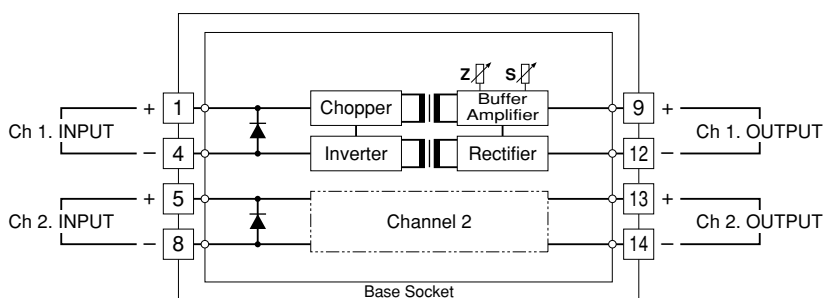 Z S
+ 1 Chopper Buffer Amplifier 9 +
Ch 1. INPUT Ch 1. OUTPUT
− 4 Inverter Rectifier 12 −
+ 5 13 +
Ch 2. INPUT Channel 2 Ch 2. OUTPUT
− 8 14 −
Base Socket